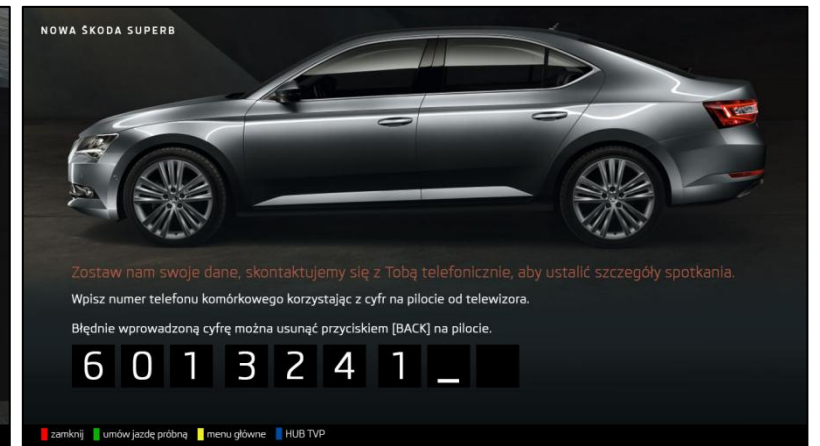 NOWA ŠKODA SUPERB
Zostaw nam swoje dane, skontaktujemy się z Tobą telefonicznie, aby ustalić szczegóły spotkania.
Wpisz numer telefonu komórkowego korzystając z cyfr na pilocie od telewizora.
Błędnie wprowadzoną cyfrę można usunąć przyciskiem [BACK] na pilocie.
6 0 1 3 2 4 1 _
zamknij umów jazdę próbną menu główne HUB TVP